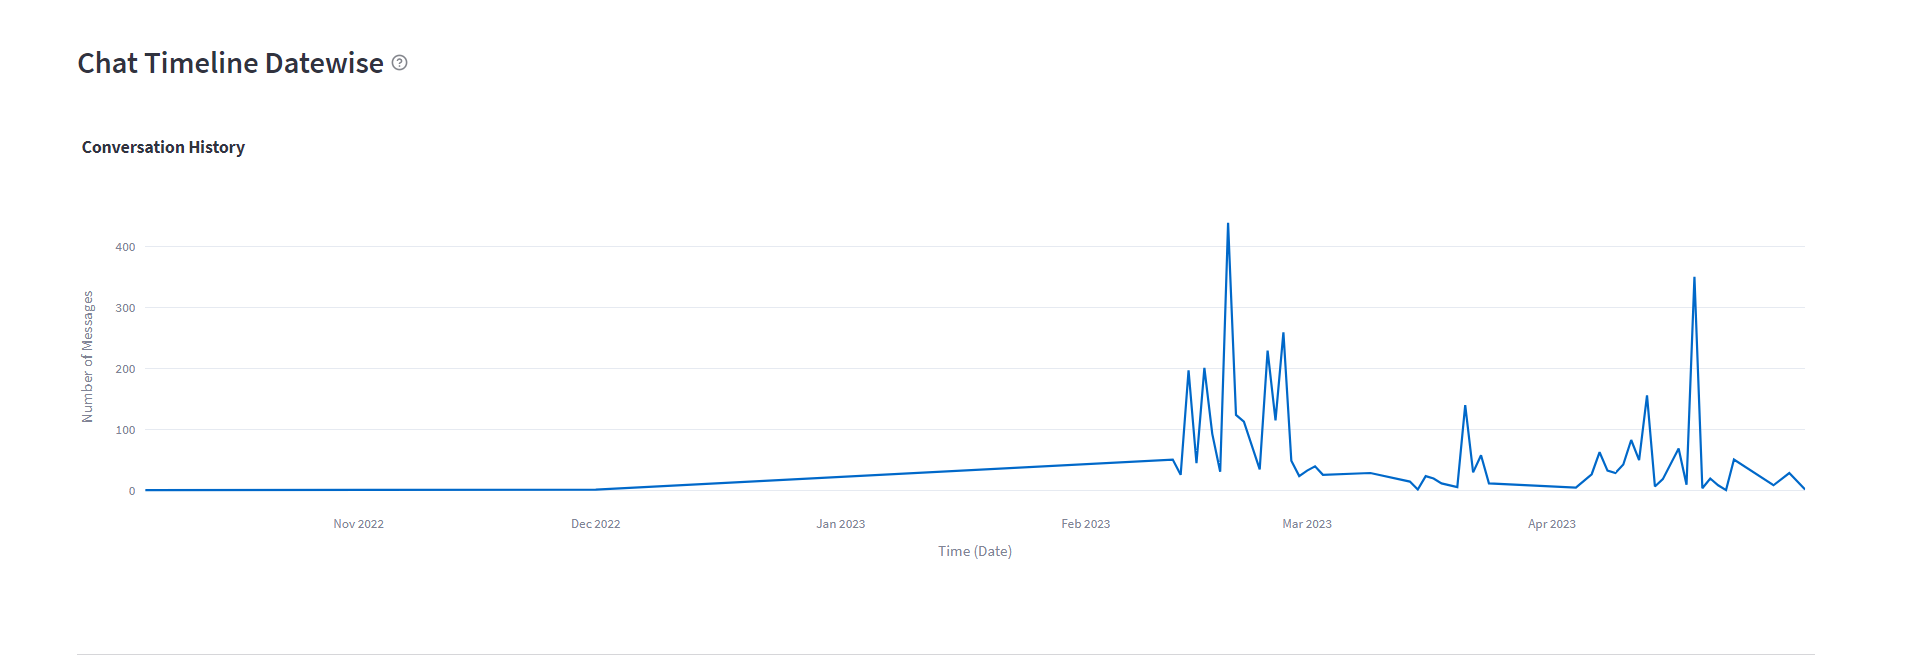 Chat Timeline Datewise
Conversation History
Number of Messages
400
300
200
100
0
Nov 2022
Dec 2022
Jan 2023
Feb 2023
Mar 2023
Apr 2023
Time (Date)